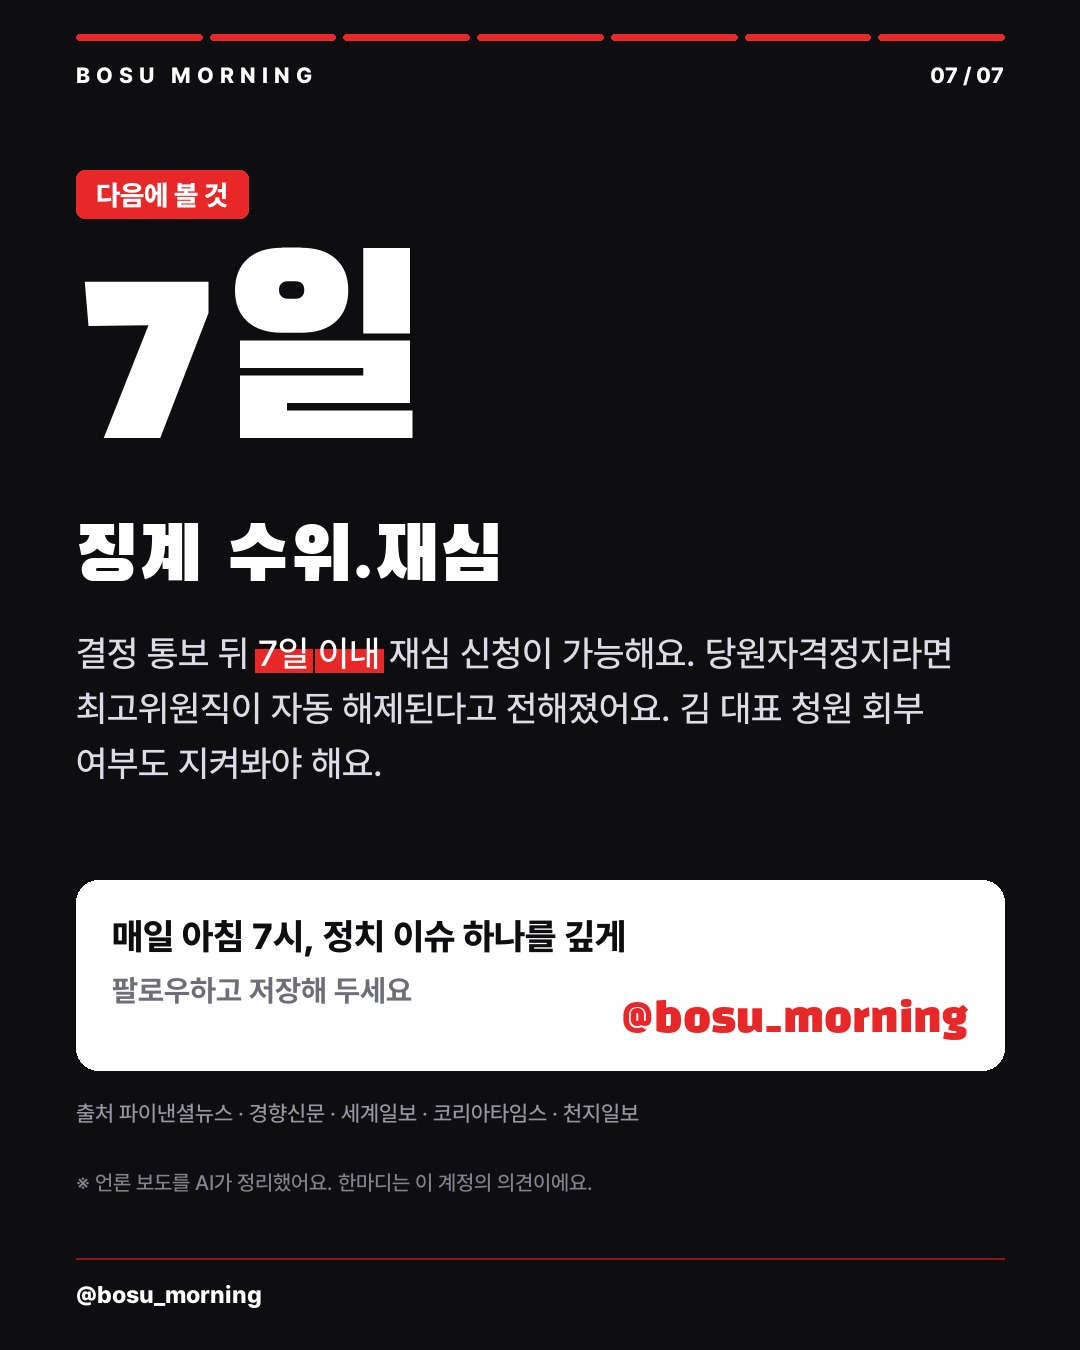 BOSU MORNING
07 / 07
다음에 볼 것
7일
징계 수위.재심
결정 통보 뒤 7일 이내 재심 신청이 가능해요. 당원자격정지라면
최고위원직이 자동 해제된다고 전해졌어요. 김 대표 청원 회부
여부도 지켜봐야 해요.
매일 아침 7시, 정치 이슈 하나를 깊게
팔로우하고 저장해 두세요
@bosu_morning
출처 파이낸셜뉴스 · 경향신문 · 세계일보 · 코리아타임스 · 천지일보
※ 언론 보도를 AI가 정리했어요. 한마디는 이 계정의 의견이에요.
@bosu_morning